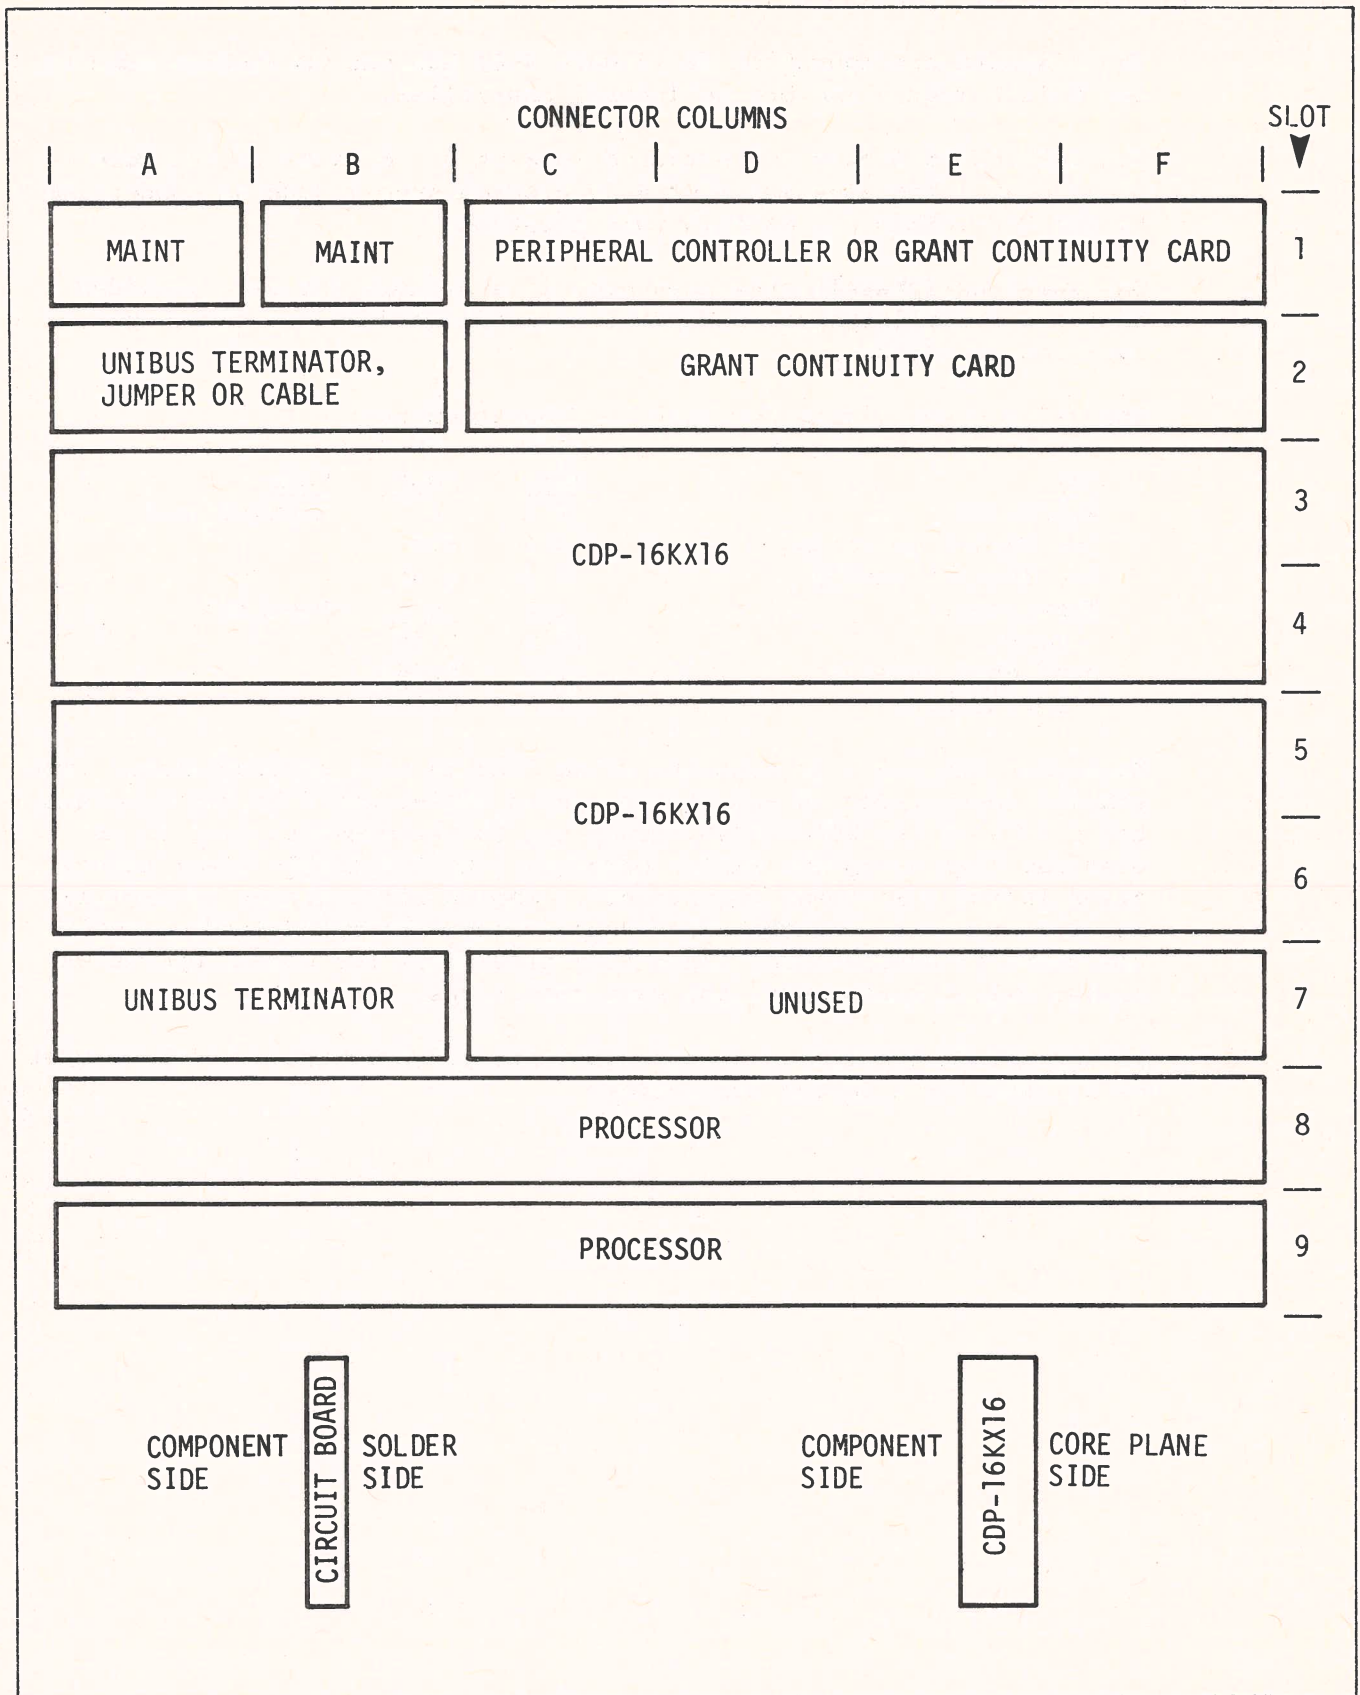 CONNECTOR COLUMNS
SLOT
A B C D E F
MAINT MAINT PERIPHERAL CONTROLLER OR GRANT CONTINUITY CARD 1
UNIBUS TERMINATOR,
JUMPER OR CABLE
GRANT CONTINUITY CARD
2
3
CDP-16KX16
4
5
CDP-16KX16
6
UNIBUS TERMINATOR UNUSED 7
PROCESSOR 8
PROCESSOR 9
COMPONENT
SIDE
CIRCUIT BOARD
SOLDER
SIDE
COMPONENT
SIDE
CDP-16KX16
CORE PLANE
SIDE